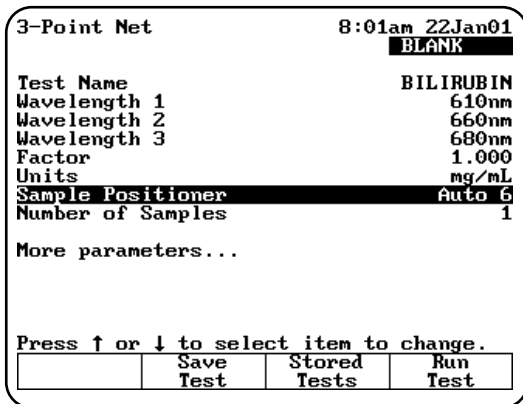 3-Point Net 8:01am 22Jan01
BLANK
Test Name BILIRUBIN
Wavelength 1 610nm
Wavelength 2 660nm
Wavelength 3 680nm
Factor 1.000
Units mg/mL
Sample Positioner Auto 6
Number of Samples 1
More parameters...
Press ↑ or ↓ to select item to change.
Save Stored Run
Test Tests Test